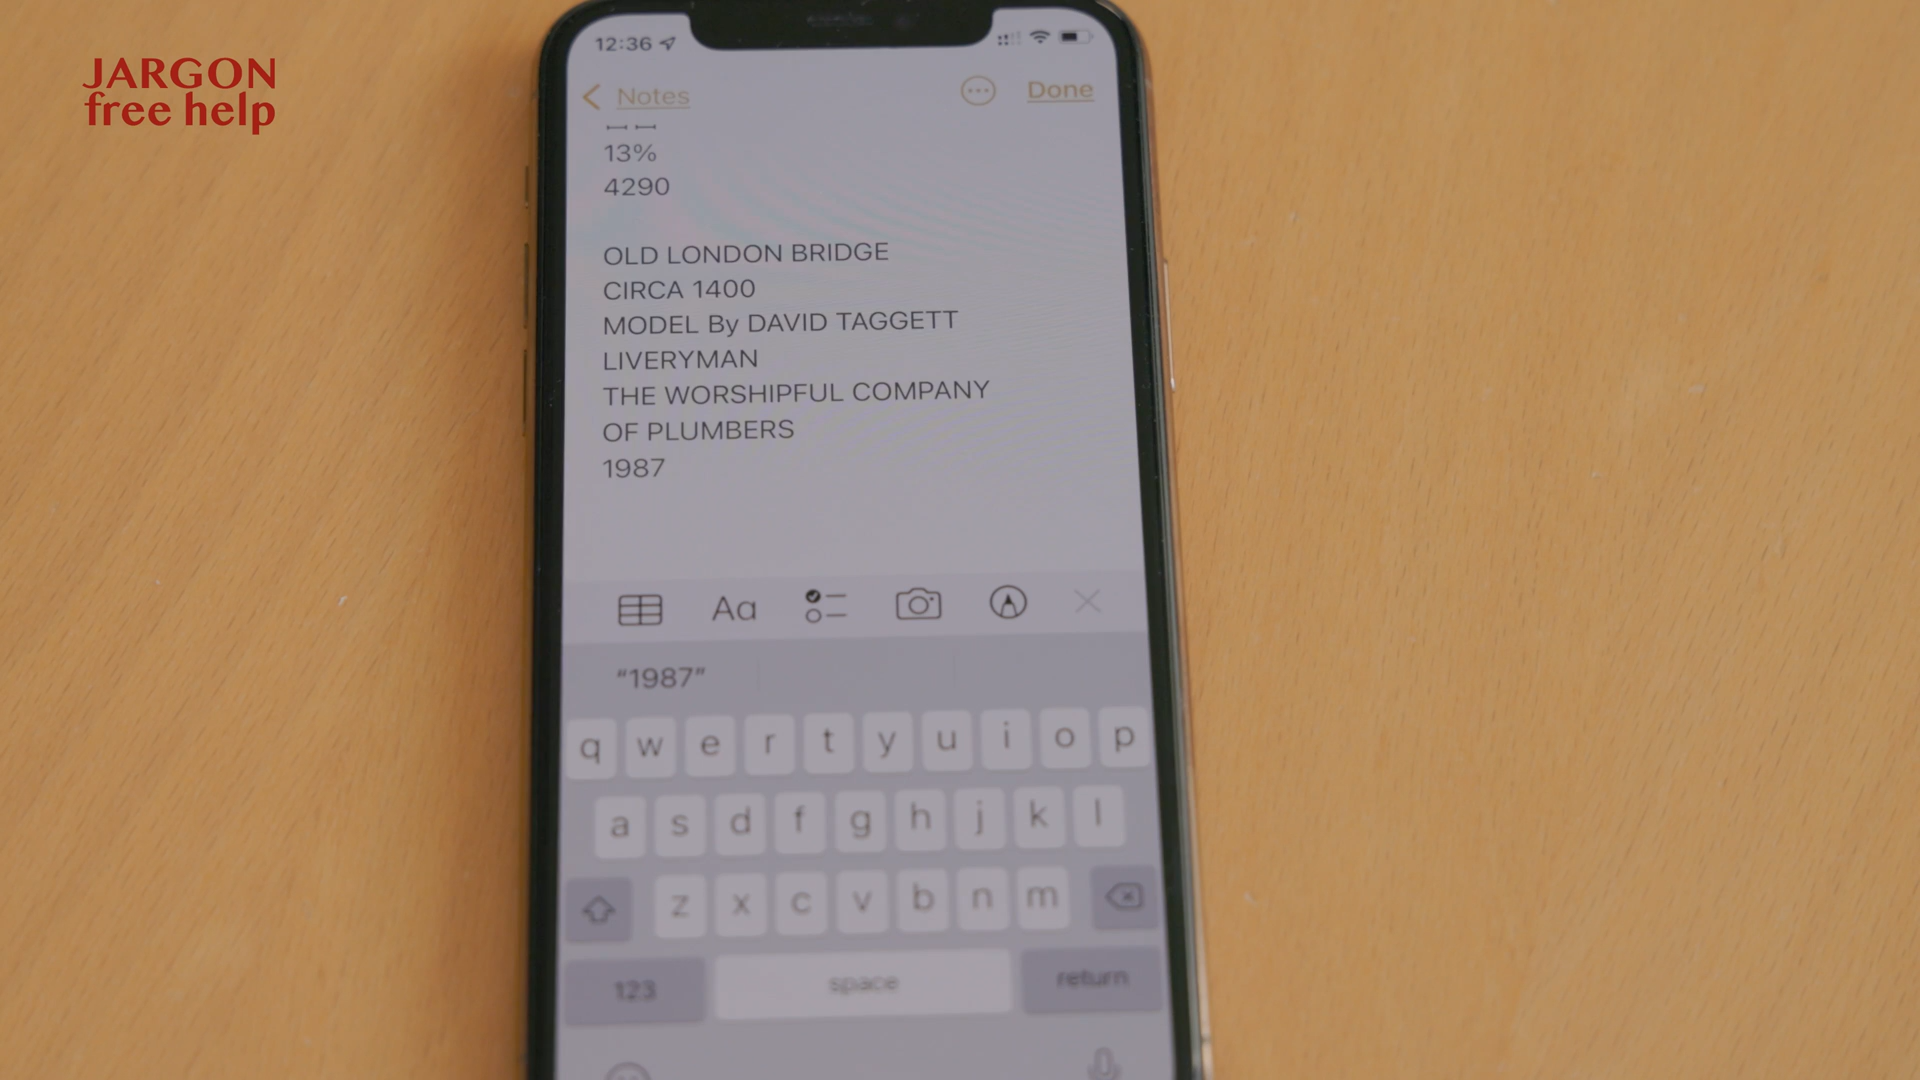 JARGON
free help
12:36
Notes
Done
13%
4290
OLD LONDON BRIDGE
CIRCA 1400
MODEL By DAVID TAGGETT
LIVERYMAN
THE WORSHIPFUL COMPANY
OF PLUMBERS
1987
Aa
“1987”
q w e r t y u i o p
a s d f g h j k l
z x c v b n m
123 space return